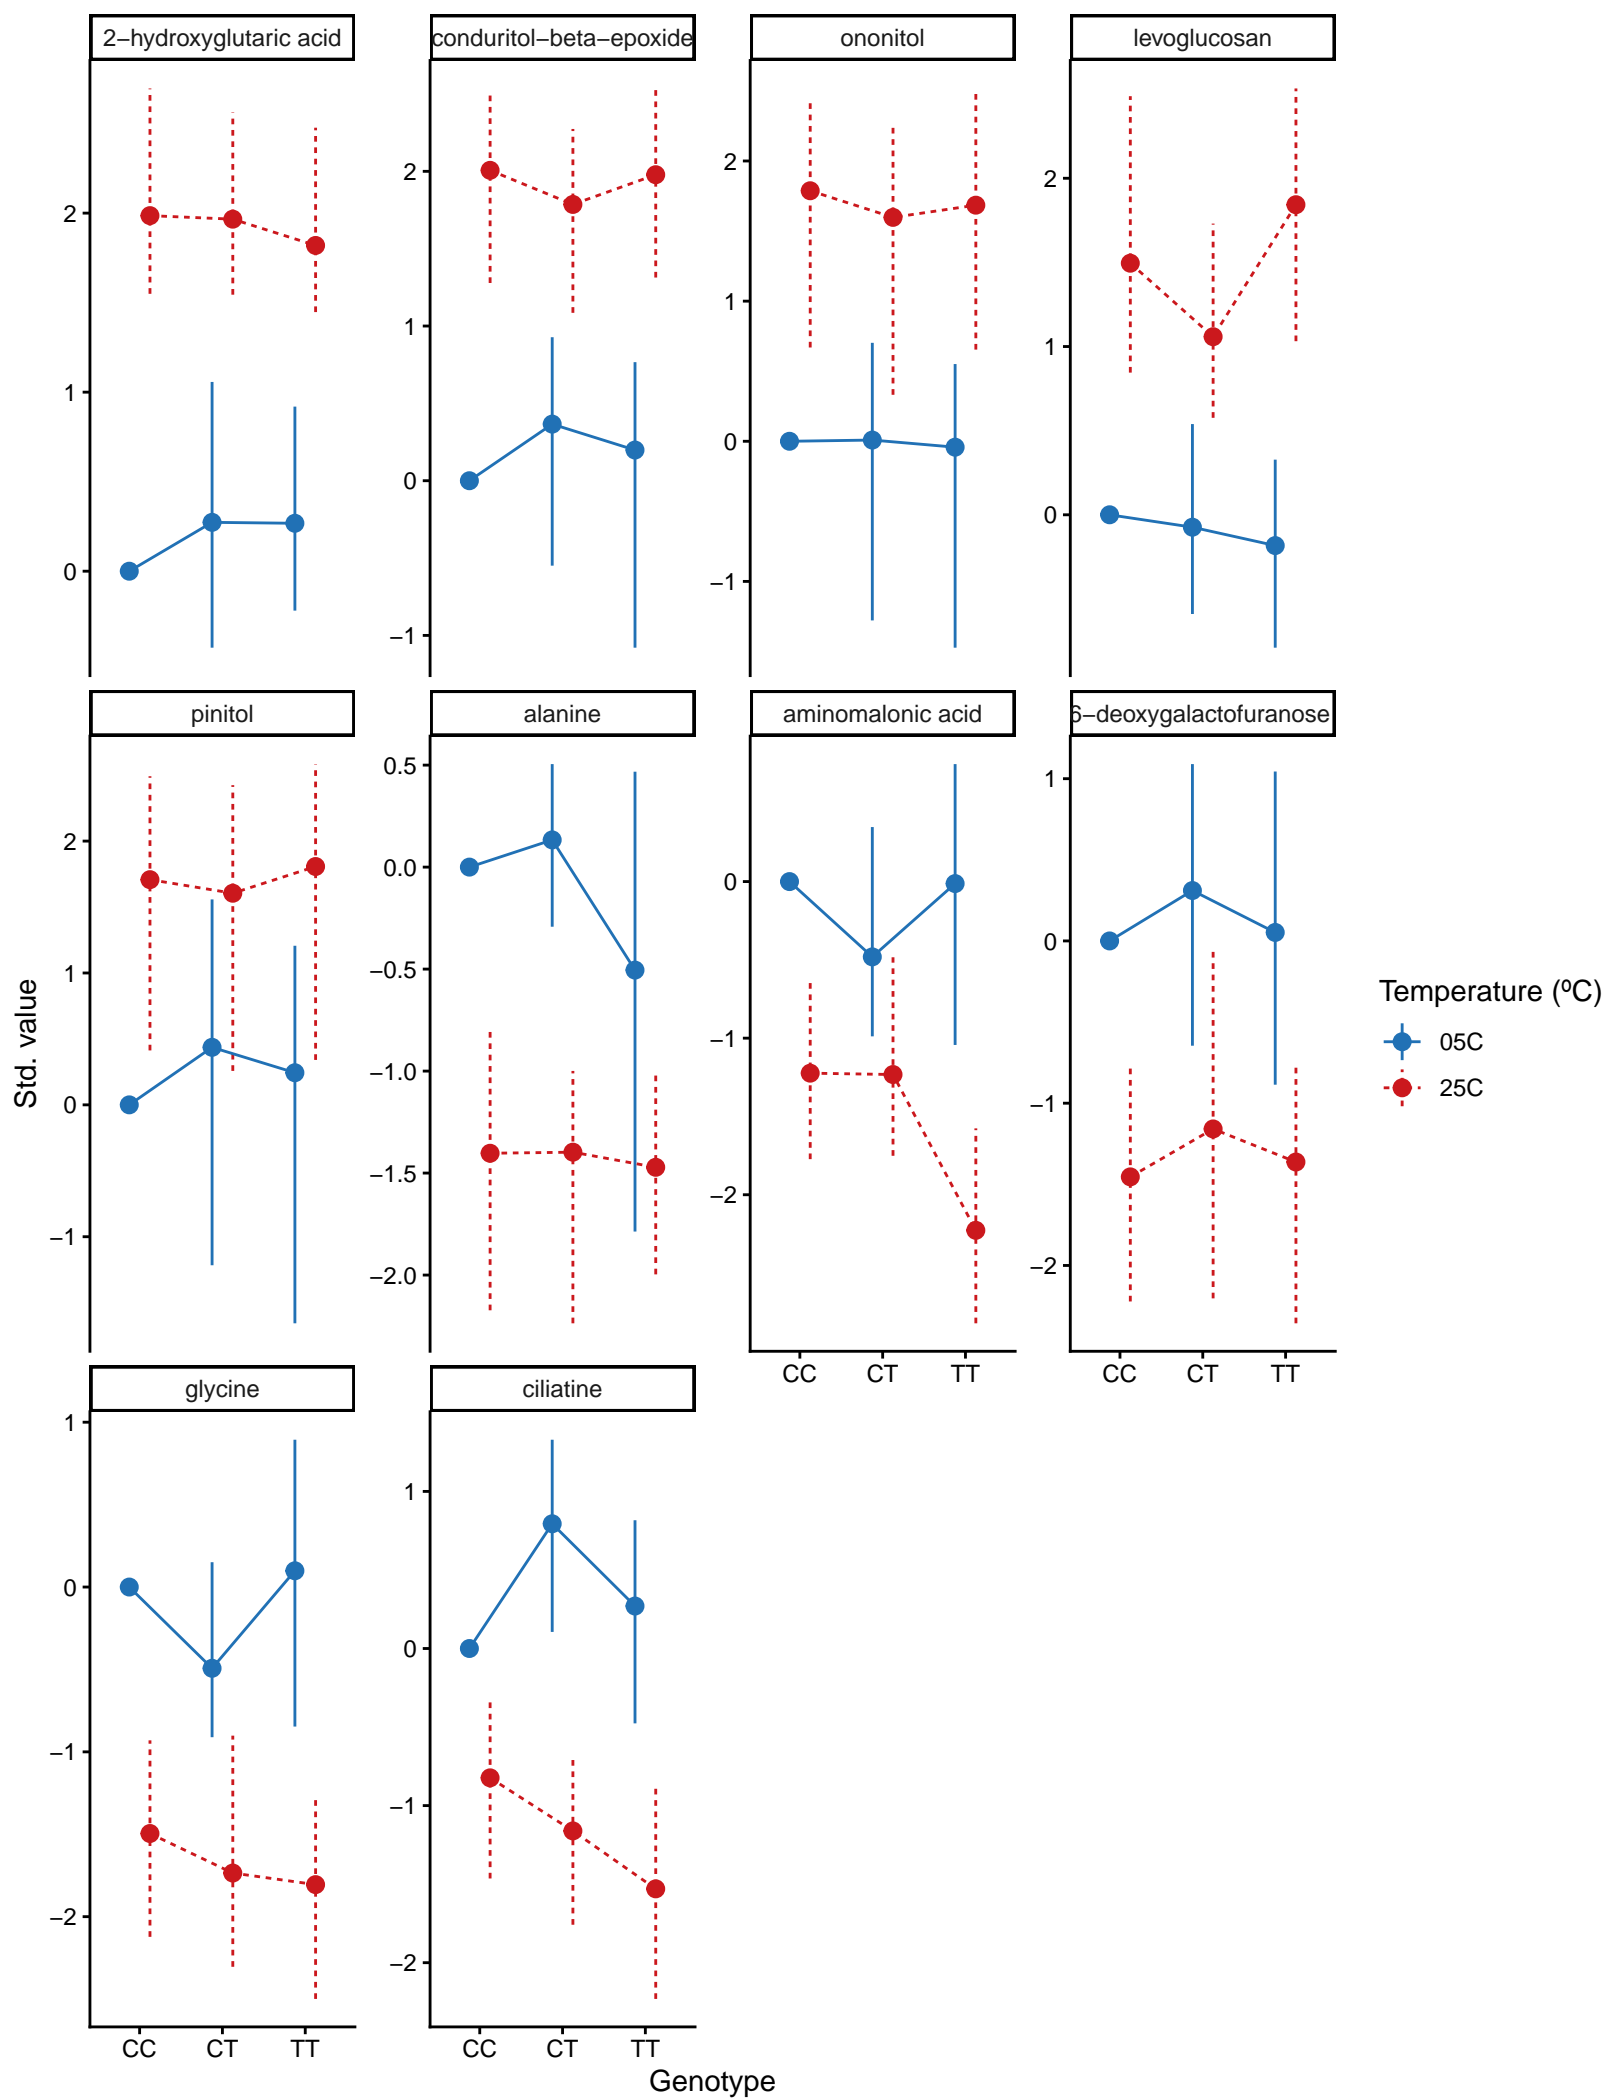 2−hydroxyglutaric acid
conduritol−beta−epoxide
ononitol
levoglucosan
2
1
0
2
1
0
−1
2
1
0
−1
2
1
0
pinitol
alanine
aminomalonic acid
6−deoxygalactofuranose
2
1
0
−1
0.5
0.0
−0.5
−1.0
−1.5
−2.0
0
−1
−2
1
0
−1
−2
CC CT TT
CC CT TT
Std. value
Temperature (ºC)
05C
25C
glycine
ciliatine
1
0
−1
−2
1
0
−1
−2
CC CT TT
CC CT TT
Genotype